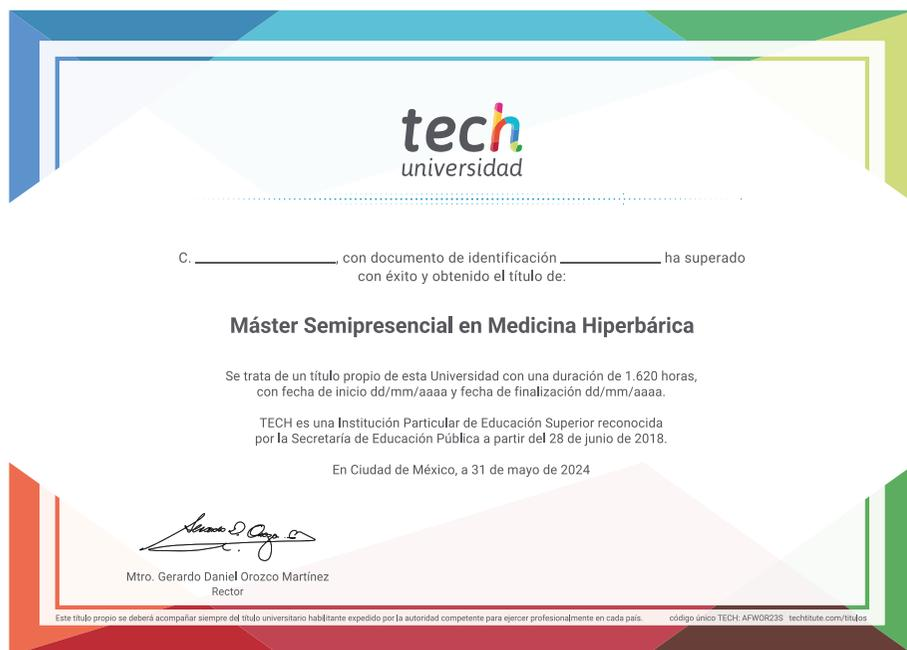 tech
universidad
C. ____________, con documento de identificación ____________ ha superado
con éxito y obtenido el título de:
Máster Semipresencial en Medicina Hiperbárica
Se trata de un título propio de esta Universidad con una duración de 1.620 horas,
con fecha de inicio dd/mm/aaaa y fecha de finalización dd/mm/aaaa.
TECH es una Institución Particular de Educación Superior reconocida
por la Secretaría de Educación Pública a partir del 28 de junio de 2018.
En Ciudad de México, a 31 de mayo de 2024
Mtro. Gerardo Daniel Orozco Martínez
Rector
Este título propio se deberá acompañar siempre del título universitario habilitante expedido por la autoridad competente para ejercer profesionalmente en cada país. código único TECH: AFWOR23S techtitute.com/titulos